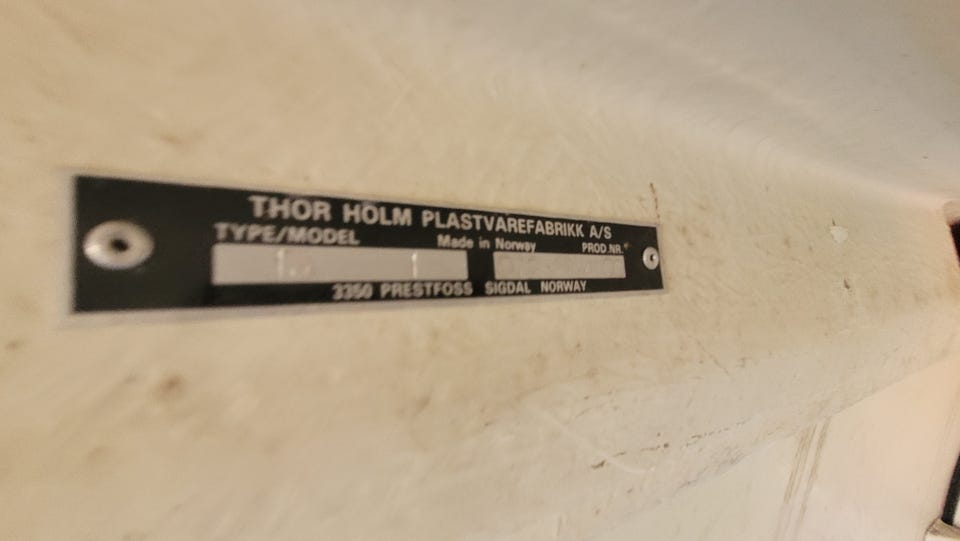 THOR HOLM PLASTVAREFABRIKK A/S
TYPE/MODEL Made in Norway PROD.NR.
3350 PRESTFOSS SIGDAL NORWAY